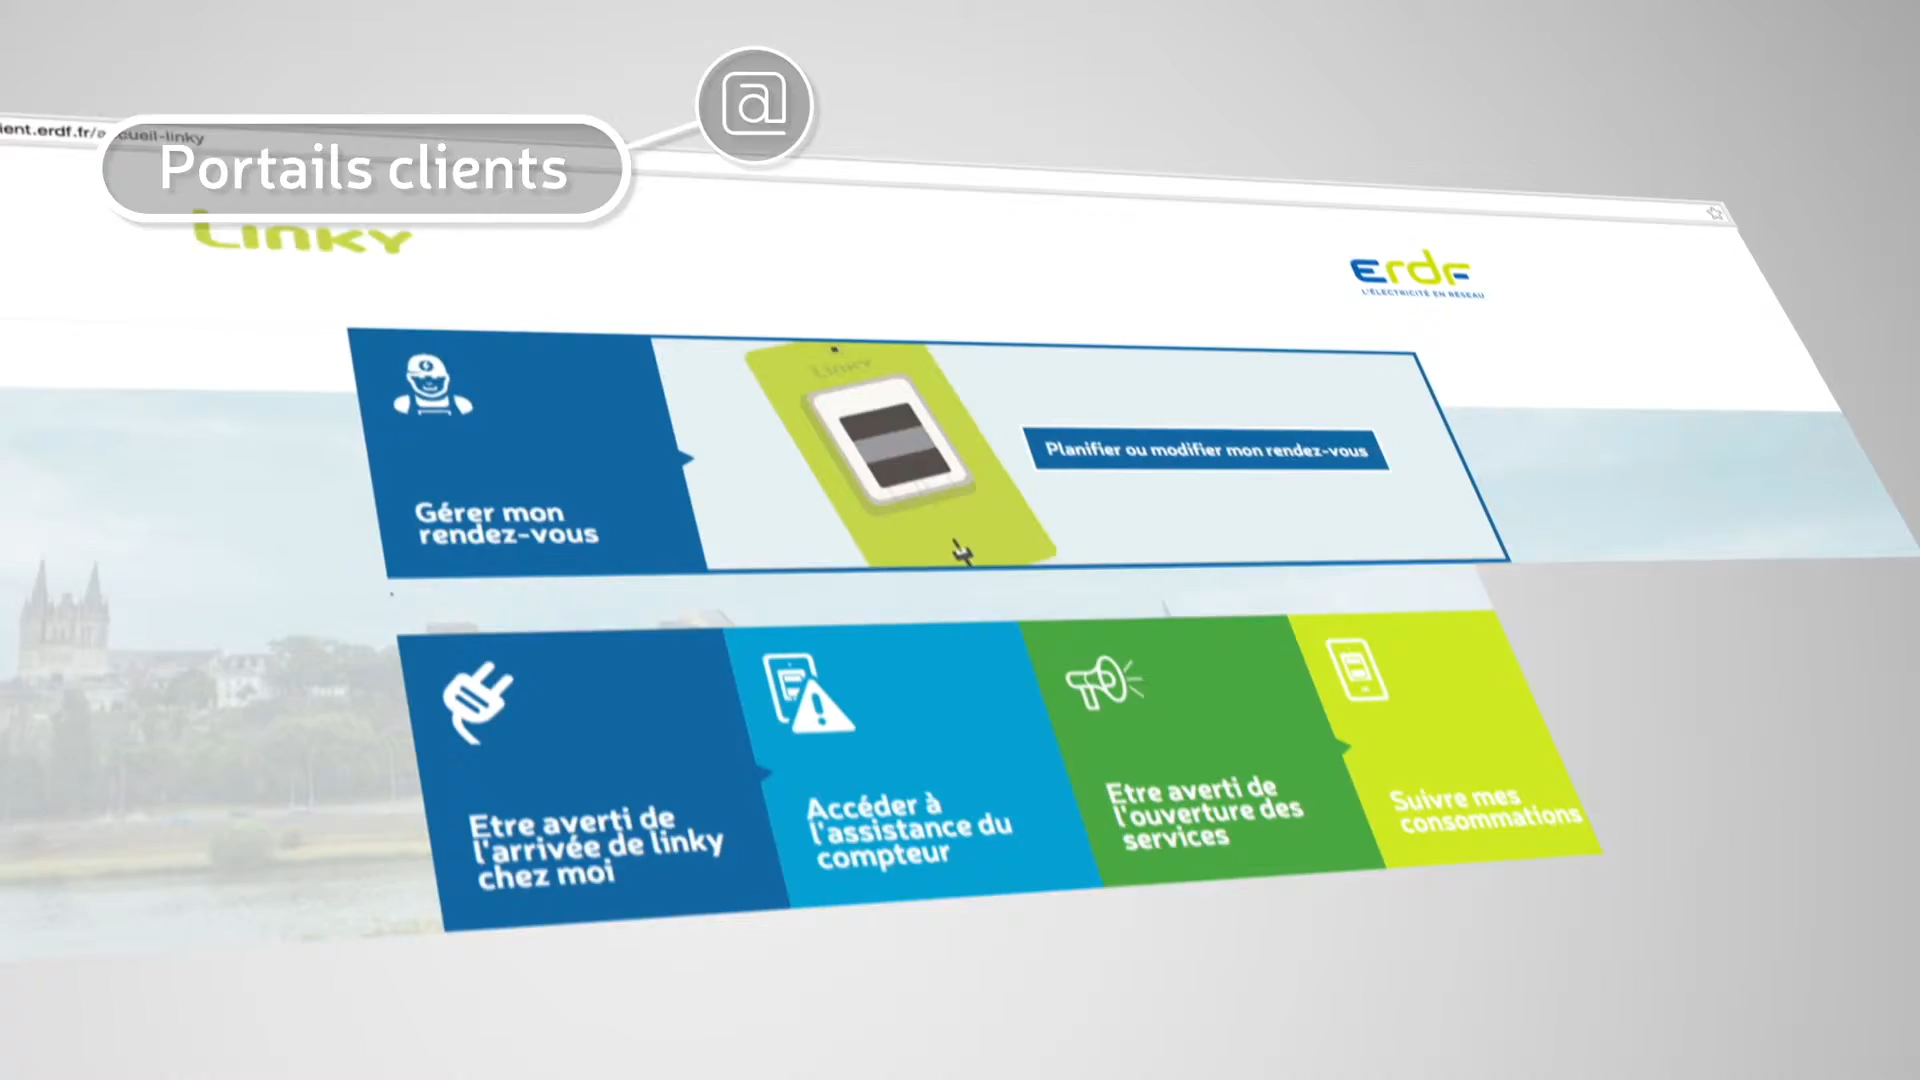 @
ient.erdf.fr/accueil-linky
Portails clients
Linky
erdf
L'ÉLECTRICITÉ EN RÉSEAU
Linky
Planifier ou modifier mon rendez-vous
Gérer mon
rendez-vous
Etre averti de
l'arrivée de linky
chez moi
Accéder à
l'assistance du
compteur
Etre averti de
l'ouverture des
services
Suivre mes
consommations